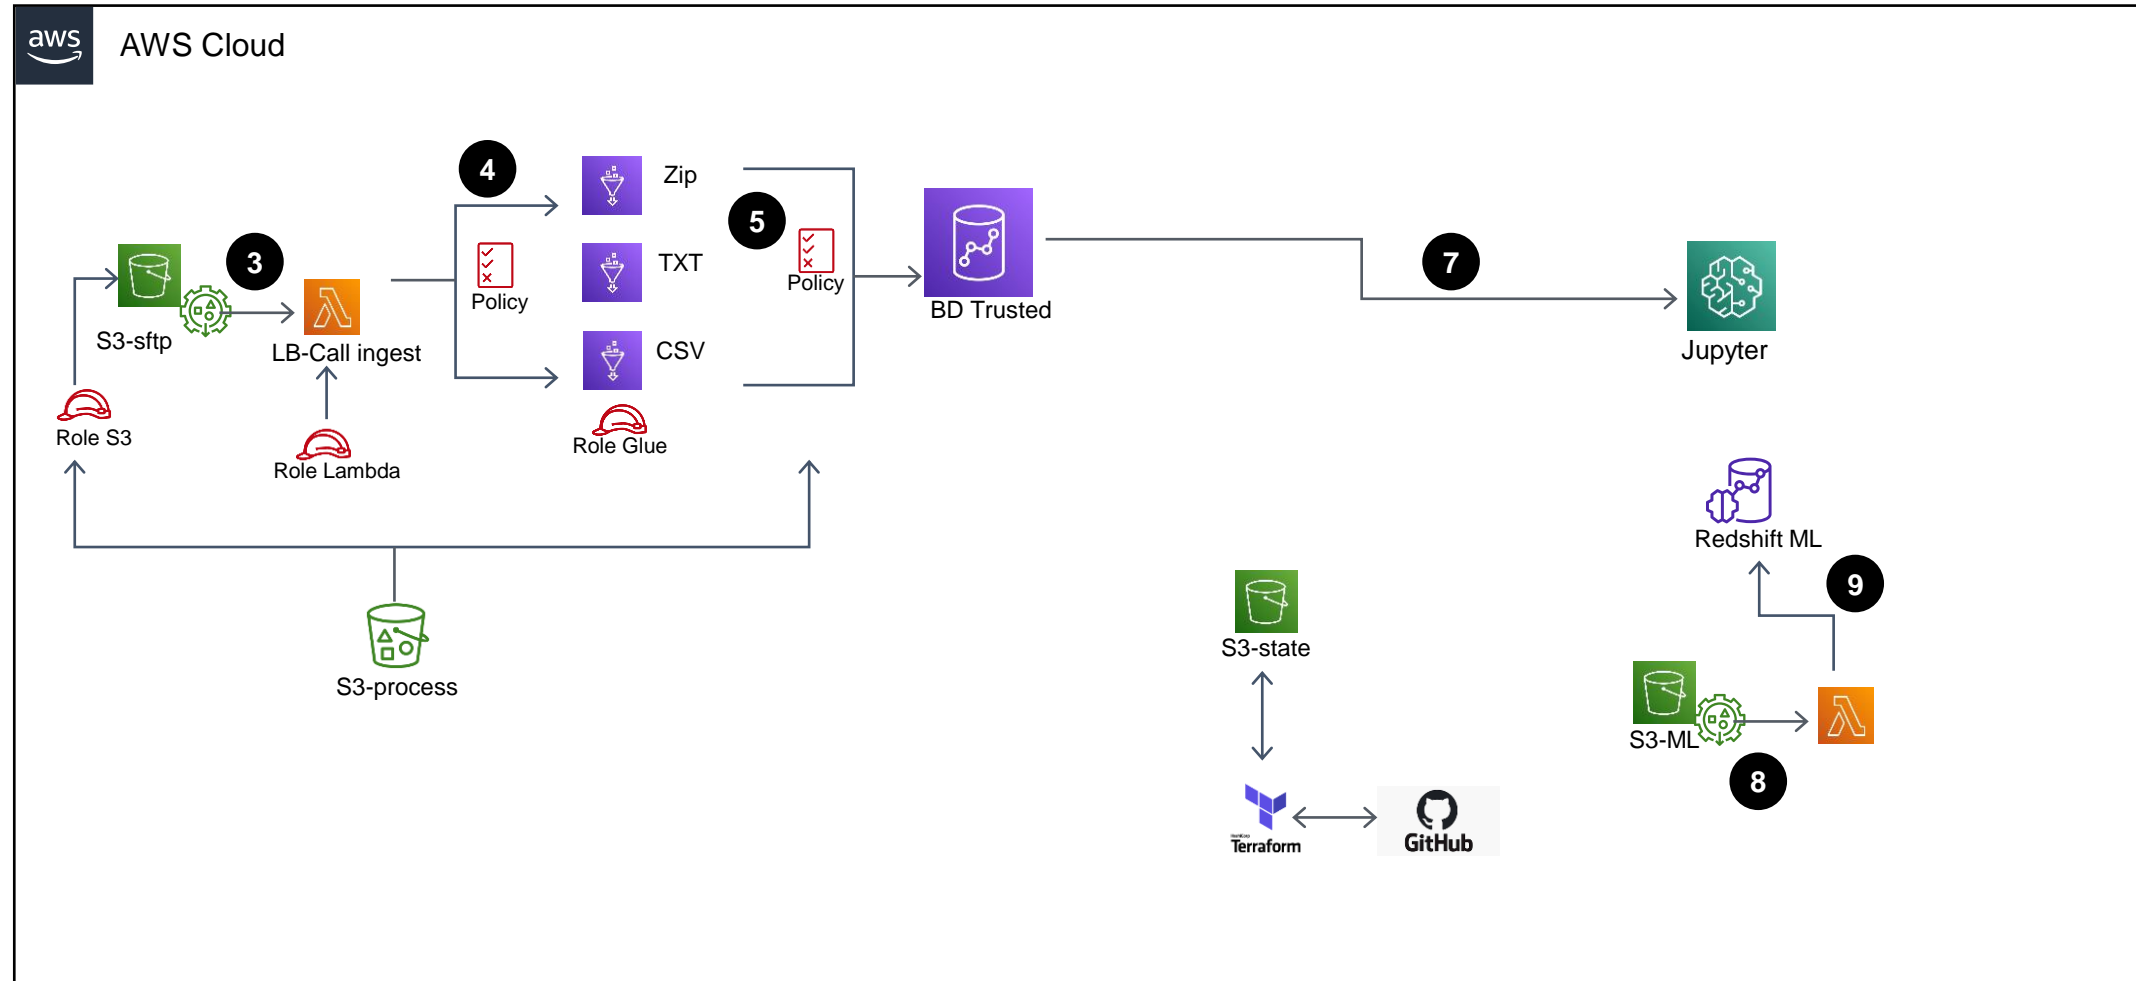 aws
AWS Cloud
4
Zip
5
3
TXT
7
Policy
Policy
BD Trusted
S3-sftp
LB-Call ingest
CSV
Jupyter
Role S3
Role Glue
Role Lambda
Redshift ML
9
S3-state
S3-process
S3-ML
8
HashiCorp
Terraform
GitHub